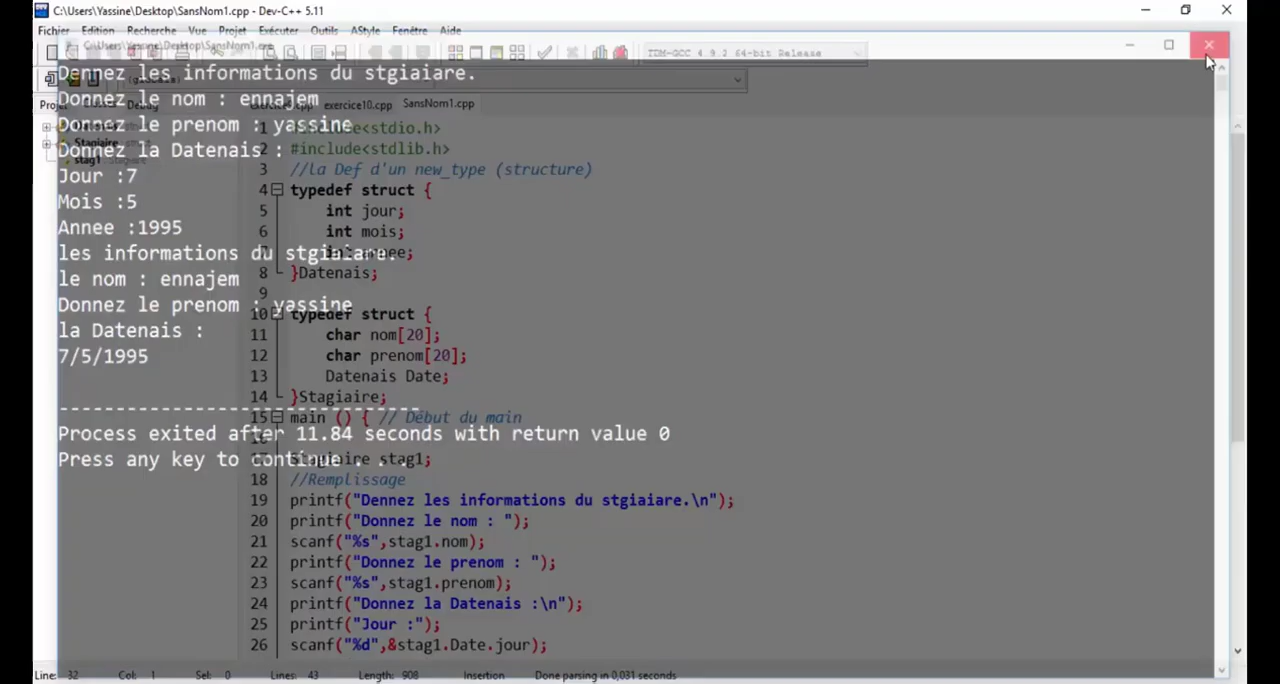 C:\Users\Yassine\Desktop\SansNom1.cpp - Dev-C++ 5.11
Fichier Edition Recherche Vue Projet Exécuter Outils AStyle Fenêtre Aide
C:\Users\Yassine\Desktop\SansNom1.exe
TDM-GCC 4.9.2 64-bit Release
exercice10.cpp SansNom1.cpp
Dennez les informations du stgiaiare.
Donnez le nom : ennajem
Donnez le prenom : yassine
Donnez la Datenais :
Jour :7
Mois :5
Annee :1995
les informations du stgiaiare.
le nom : ennajem
Donnez le prenom : yassine
la Datenais :
7/5/1995
--------------------------------
Process exited after 11.84 seconds with return value 0
Press any key to continue . . .
Stagiaire
stag1
1 #include<stdio.h>
2 #include<stdlib.h>
3 //la Def d'un new_type (structure)
4 typedef struct {
5 int jour;
6 int mois;
7 int annee;
8 }Datenais;
9
10 typedef struct {
11 char nom[20];
12 char prenom[20];
13 Datenais Date;
14 }Stagiaire;
15 main () { // Début du main
16
17 Stagiaire stag1;
18 //Remplissage
19 printf("Dennez les informations du stgiaiare.\n");
20 printf("Donnez le nom : ");
21 scanf("%s",stag1.nom);
22 printf("Donnez le prenom : ");
23 scanf("%s",stag1.prenom);
24 printf("Donnez la Datenais :\n");
25 printf("Jour :");
26 scanf("%d",&stag1.Date.jour);
Line: 32 Col: 1 Sel: 0 Lines: 43 Length: 908 Insertion Done parsing in 0,031 seconds